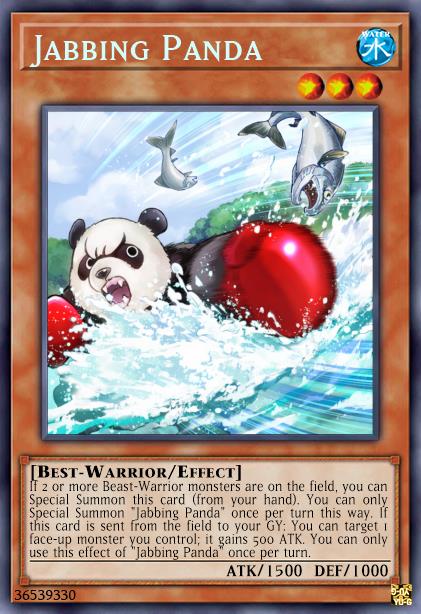 Jabbing Panda
WATER
水
[Best-Warrior/Effect]
If 2 or more Beast-Warrior monsters are on the field, you can
Special Summon this card (from your hand). You can only
Special Summon "Jabbing Panda" once per turn this way. If
this card is sent from the field to your GY: You can target 1
face-up monster you control; it gains 500 ATK. You can only
use this effect of "Jabbing Panda" once per turn.
ATK/1500 DEF/1000
36539330